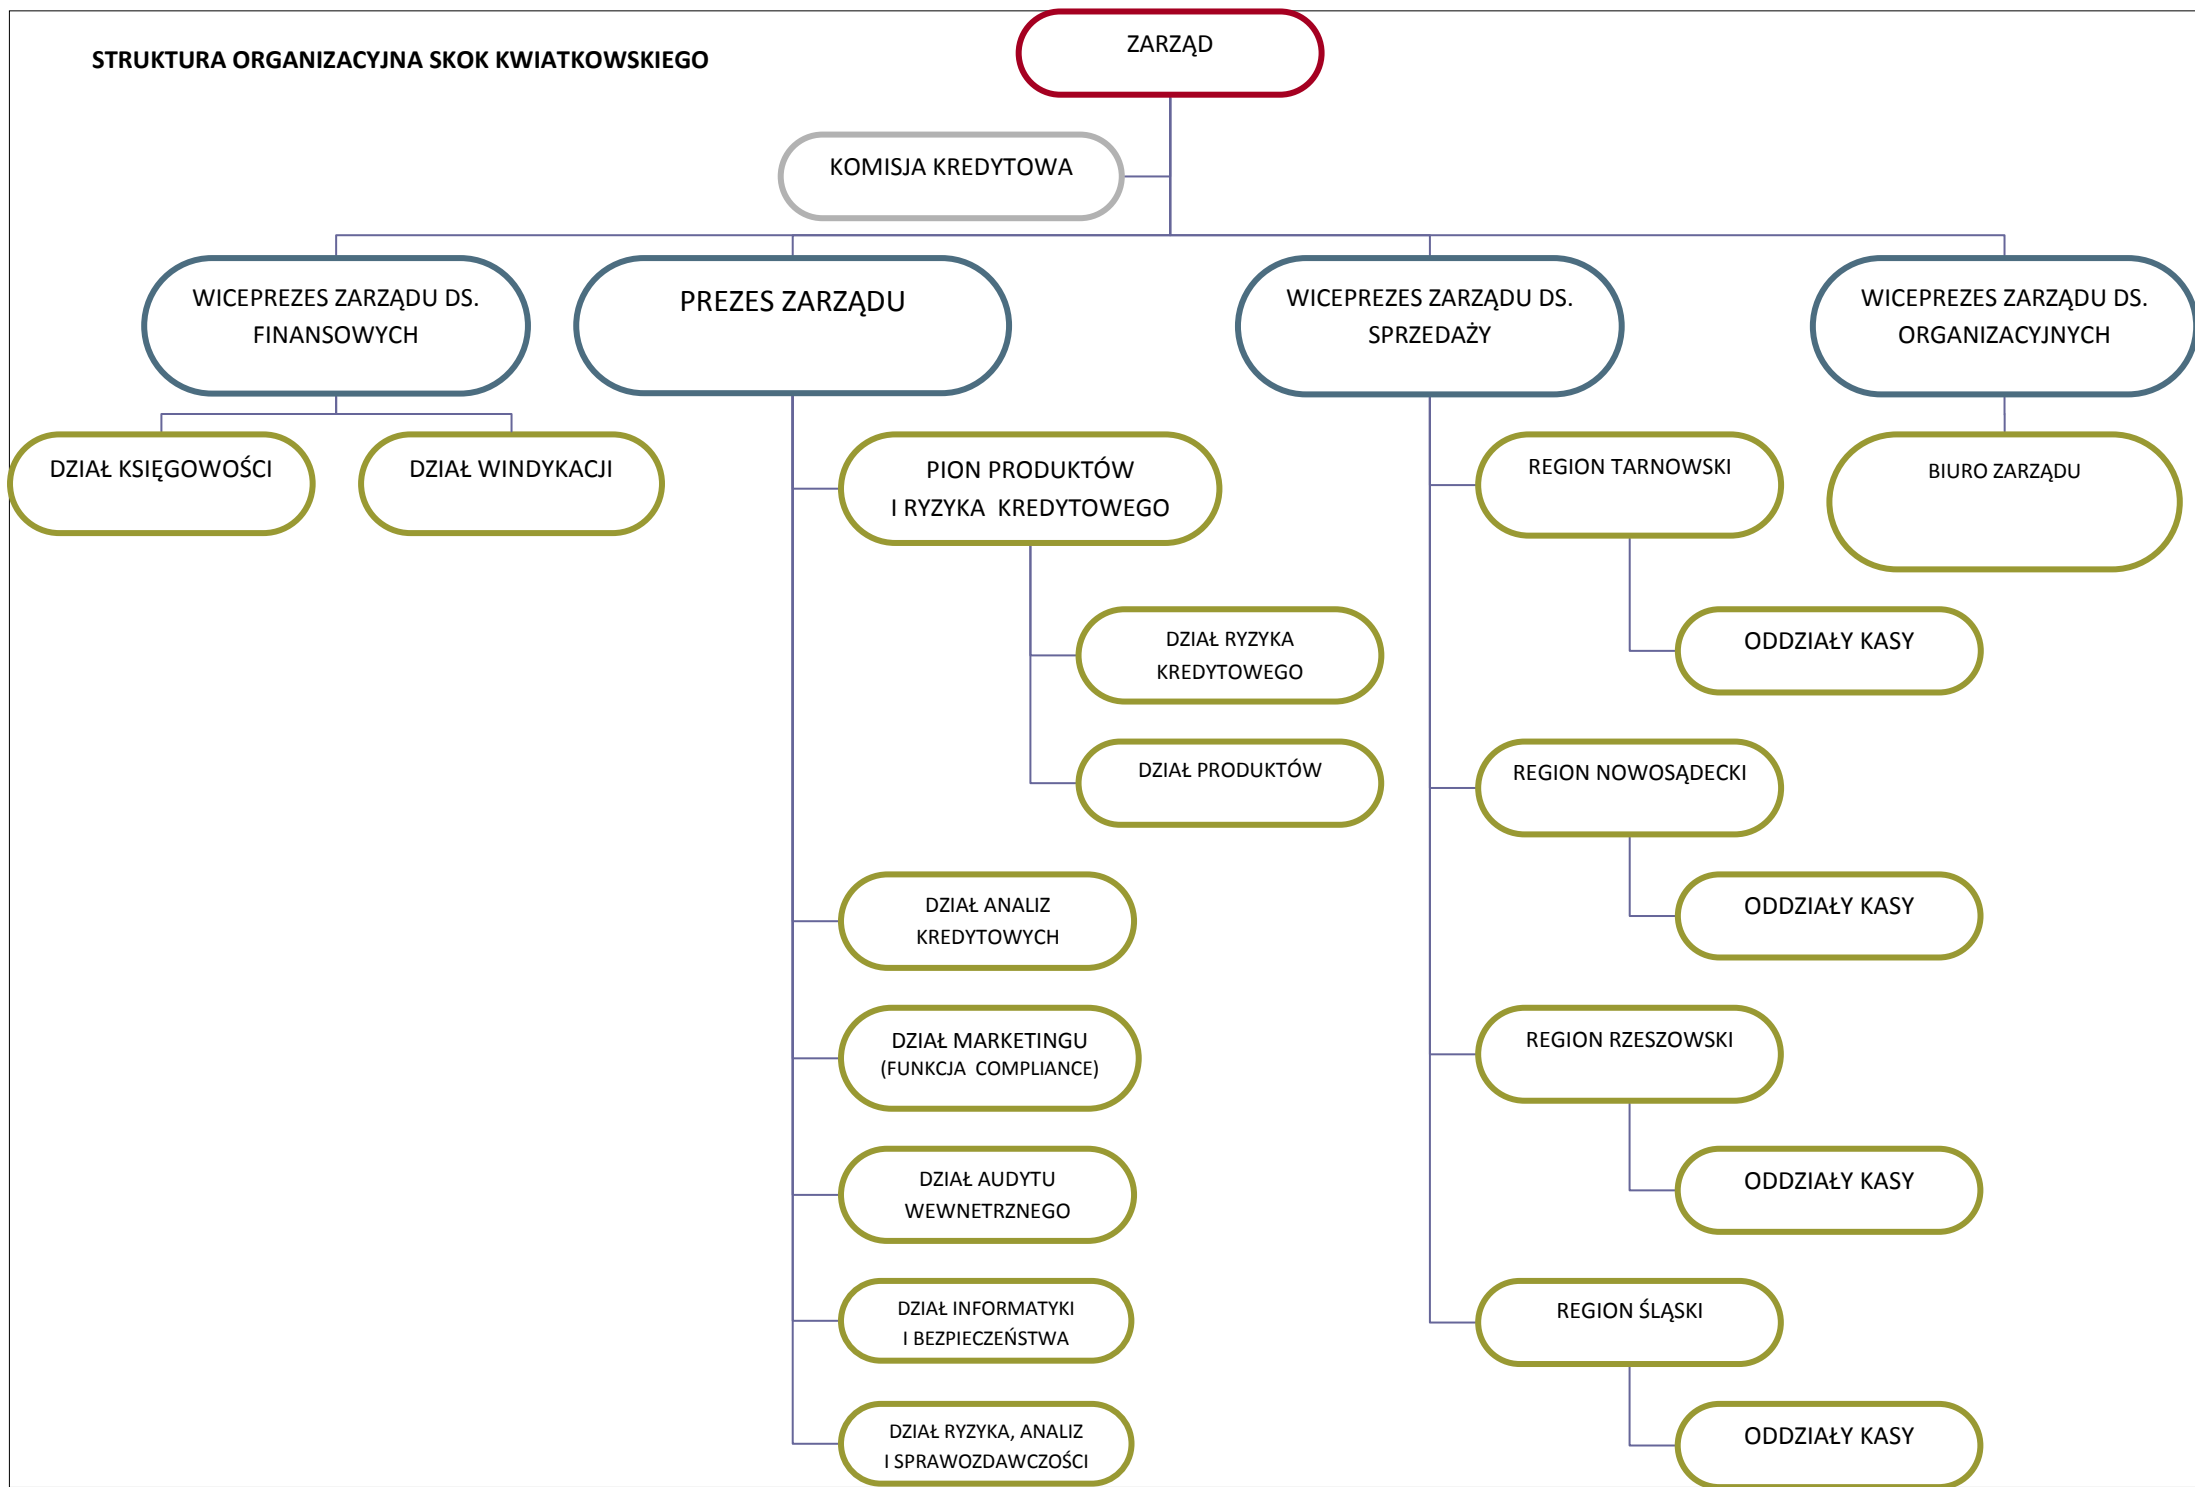 STRUKTURA ORGANIZACYJNA SKOK KWIATKOWSKIEGO
ZARZĄD
KOMISJA KREDYTOWA
WICEPREZES ZARZĄDU DS.
FINANSOWYCH
PREZES ZARZĄDU
WICEPREZES ZARZĄDU DS.
SPRZEDAŻY
WICEPREZES ZARZĄDU DS.
ORGANIZACYJNYCH
DZIAŁ KSIĘGOWOŚCI
DZIAŁ WINDYKACJI
PION PRODUKTÓW
I RYZYKA  KREDYTOWEGO
DZIAŁ RYZYKA
KREDYTOWEGO
DZIAŁ PRODUKTÓW
DZIAŁ ANALIZ
KREDYTOWYCH
DZIAŁ MARKETINGU
(FUNKCJA  COMPLIANCE)
DZIAŁ AUDYTU
WEWNETRZNEGO
DZIAŁ INFORMATYKI
I BEZPIECZEŃSTWA
DZIAŁ RYZYKA, ANALIZ
I SPRAWOZDAWCZOŚCI
REGION TARNOWSKI
ODDZIAŁY KASY
REGION NOWOSĄDECKI
ODDZIAŁY KASY
REGION RZESZOWSKI
ODDZIAŁY KASY
REGION ŚLĄSKI
ODDZIAŁY KASY
BIURO ZARZĄDU